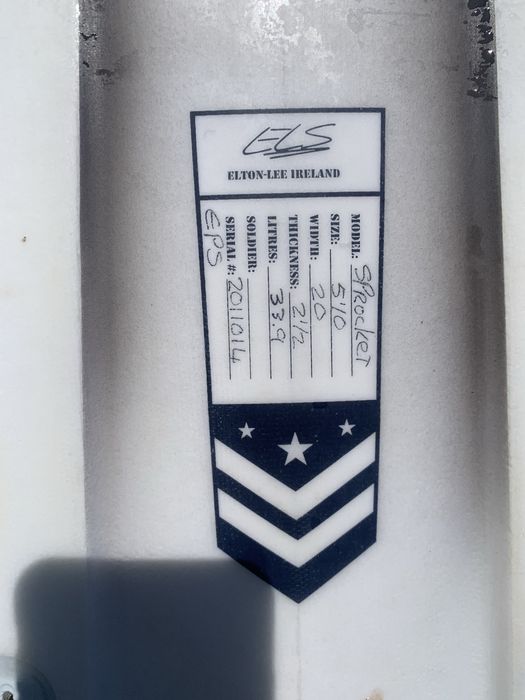 ELS
ELTON-LEE IRELAND
MODEL: SPROCKET
SIZE: 5'10
WIDTH: 20
THICKNESS: 2 1/2
LITRES: 33.9
SOLDIER:
SERIAL #: 2011014
EPS